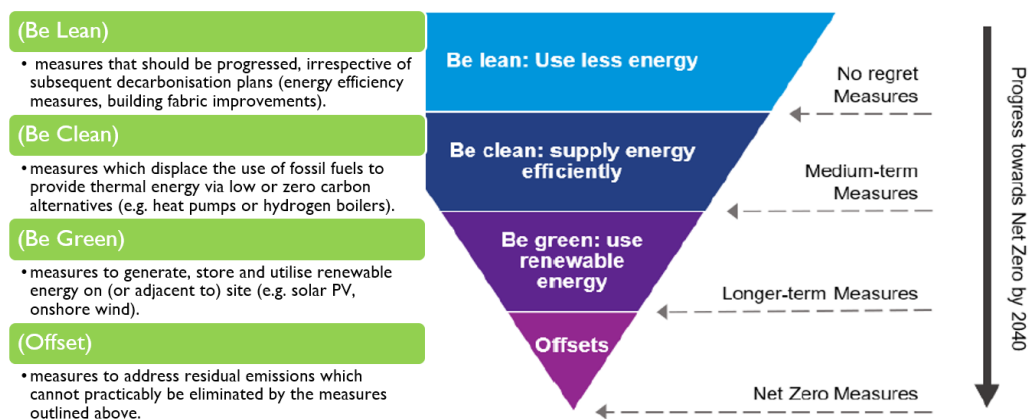 (Be Lean)
• measures that should be progressed, irrespective of
subsequent decarbonisation plans (energy efficiency
measures, building fabric improvements).
(Be Clean)
• measures which displace the use of fossil fuels to
provide thermal energy via low or zero carbon
alternatives (e.g. heat pumps or hydrogen boilers).
(Be Green)
• measures to generate, store and utilise renewable
energy on (or adjacent to) site (e.g. solar PV,
onshore wind).
(Offset)
• measures to address residual emissions which
cannot practicably be eliminated by the measures
outlined above.
Be lean: Use less energy
Be clean: supply energy
efficiently
Be green: use
renewable
energy
Offsets
No regret
Measures
Medium-term
Measures
Longer-term Measures
Net Zero Measures
Progress towards Net Zero by 2040